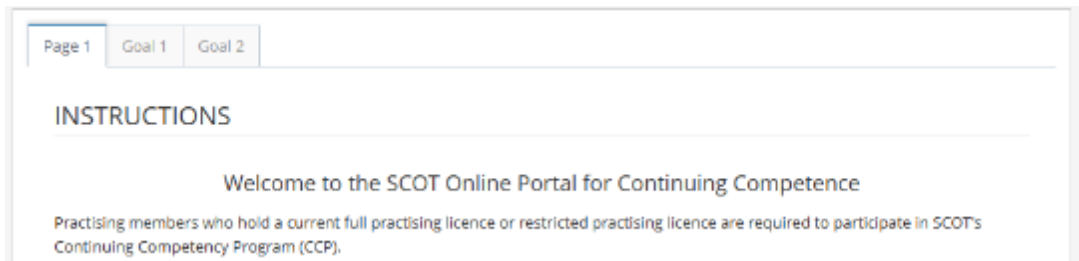 Page 1 Goal 1 Goal 2
INSTRUCTIONS
Welcome to the SCOT Online Portal for Continuing Competence
Practising members who hold a current full practising licence or restricted practising licence are required to participate in SCOT's
Continuing Competency Program (CCP).